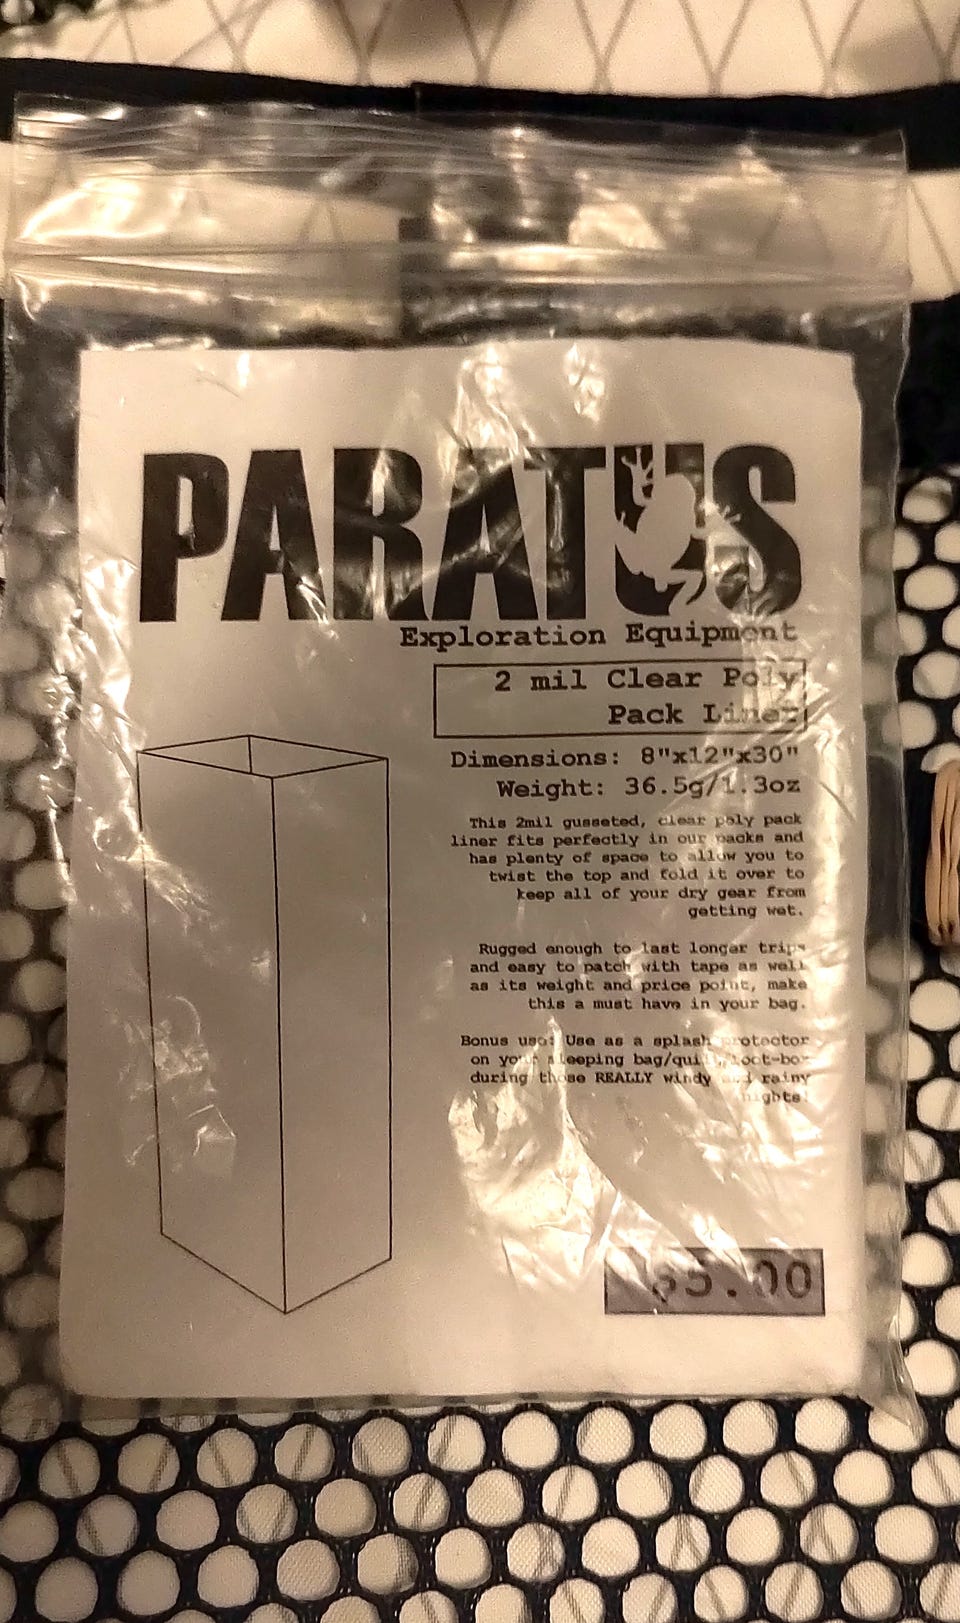 PARATUS
Exploration Equipment
2 mil Clear Poly
Pack Liner
Dimensions: 8"x12"x30"
Weight: 36.5g/1.3oz
This 2mil gusseted, clear poly pack
liner fits perfectly in our packs and
has plenty of space to allow you to
twist the top and fold it over to
keep all of your dry gear from
getting wet.
Rugged enough to last longer trips
and easy to patch with tape as well
as its weight and price point, make
this a must have in your bag.
Bonus use: Use as a splash protector
on your sleeping bag/quilt foot-box
during those REALLY windy and rainy
nights!
$5.00